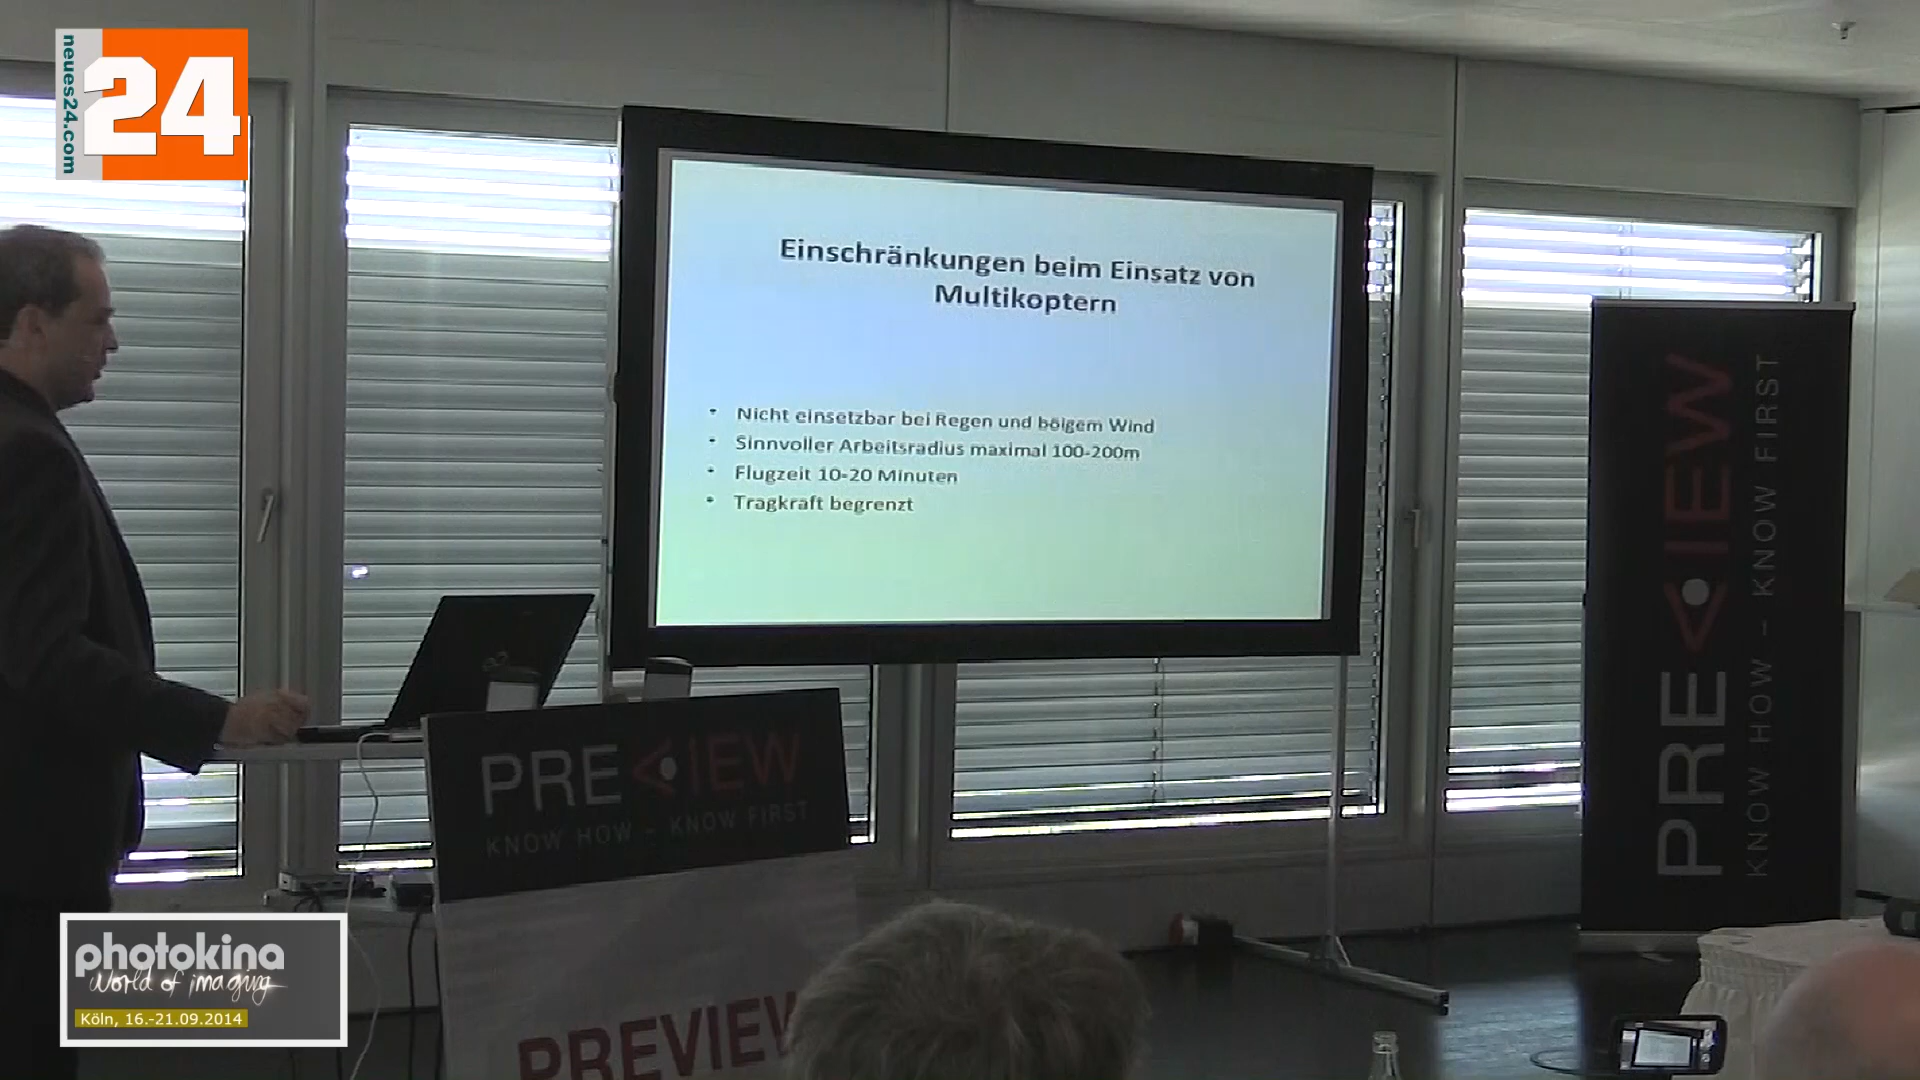 neues24.com
24
Einschränkungen beim Einsatz von
Multikoptern
• Nicht einsetzbar bei Regen und böigem Wind
• Sinnvoller Arbeitsradius maximal 100-200m
• Flugzeit 10-20 Minuten
• Tragkraft begrenzt
PREVIEW
KNOW HOW – KNOW FIRST
PREVIEW
KNOW HOW – KNOW FIRST
PREVIEW
photokina
world of imaging
Köln, 16.-21.09.2014